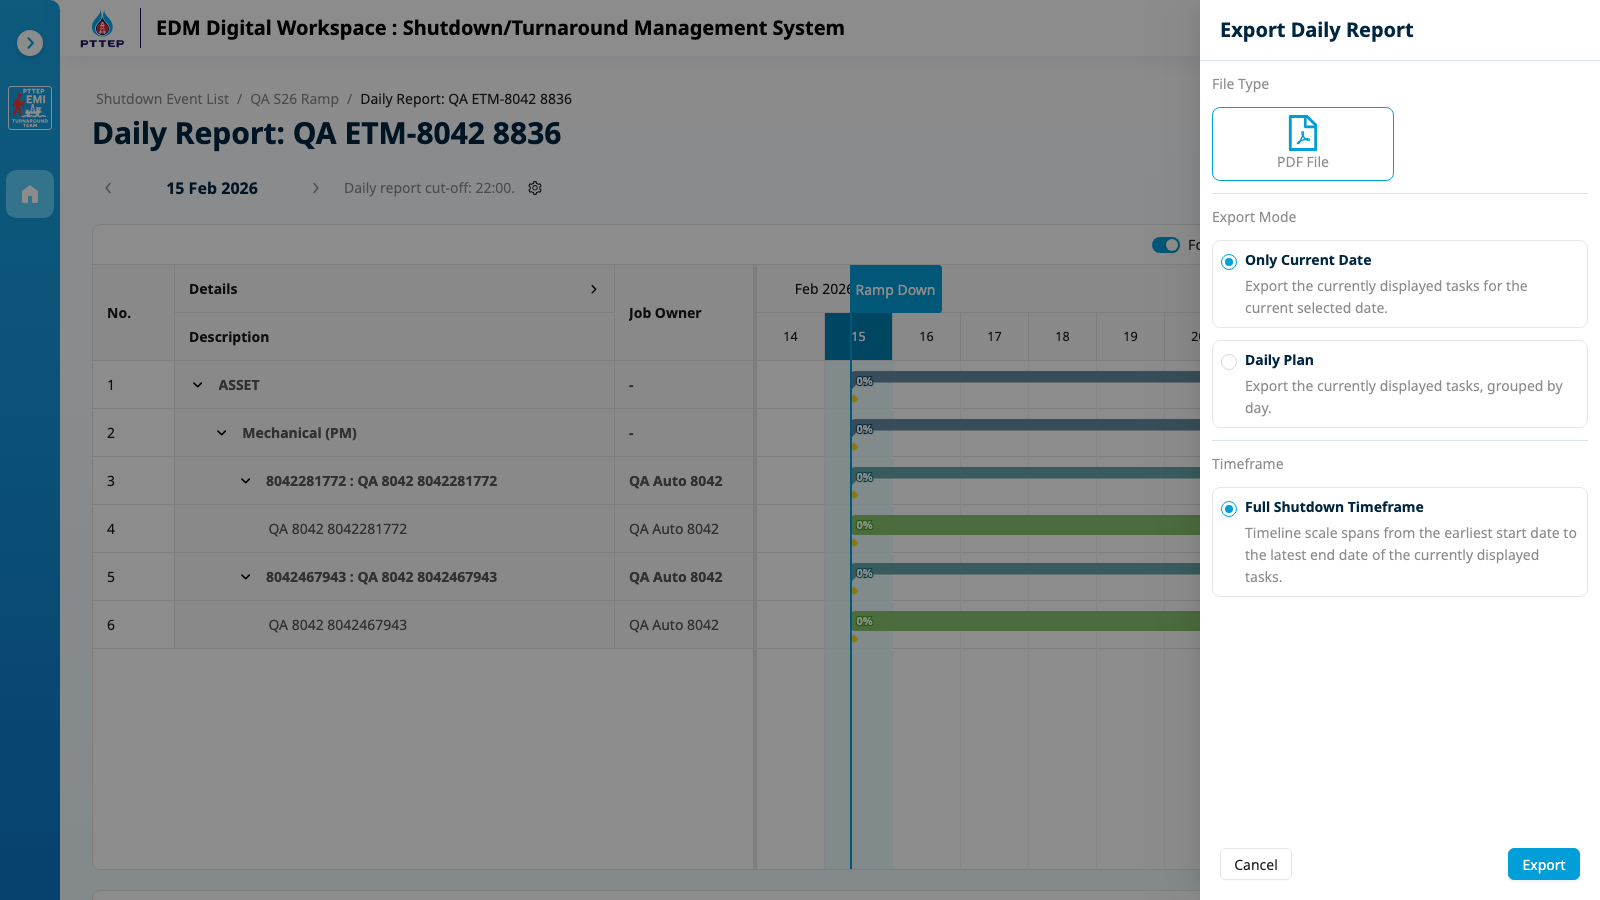 PTTEP
EDM Digital Workspace : Shutdown/Turnaround Management System
PTTEP
EMI
TURNAROUND
TEAM
Shutdown Event List / QA S26 Ramp / Daily Report: QA ETM-8042 8836
Daily Report: QA ETM-8042 8836
15 Feb 2026
Daily report cut-off: 22:00.
No.
Details
Description
Job Owner
Feb 2026
Ramp Down
14
15
16
17
18
19
1
ASSET
-
0%
2
Mechanical (PM)
-
0%
3
8042281772 : QA 8042 8042281772
QA Auto 8042
0%
4
QA 8042 8042281772
QA Auto 8042
0%
5
8042467943 : QA 8042 8042467943
QA Auto 8042
0%
6
QA 8042 8042467943
QA Auto 8042
0%
Export Daily Report
File Type
PDF File
Export Mode
Only Current Date
Export the currently displayed tasks for the
current selected date.
Daily Plan
Export the currently displayed tasks, grouped by
day.
Timeframe
Full Shutdown Timeframe
Timeline scale spans from the earliest start date to
the latest end date of the currently displayed
tasks.
Cancel
Export